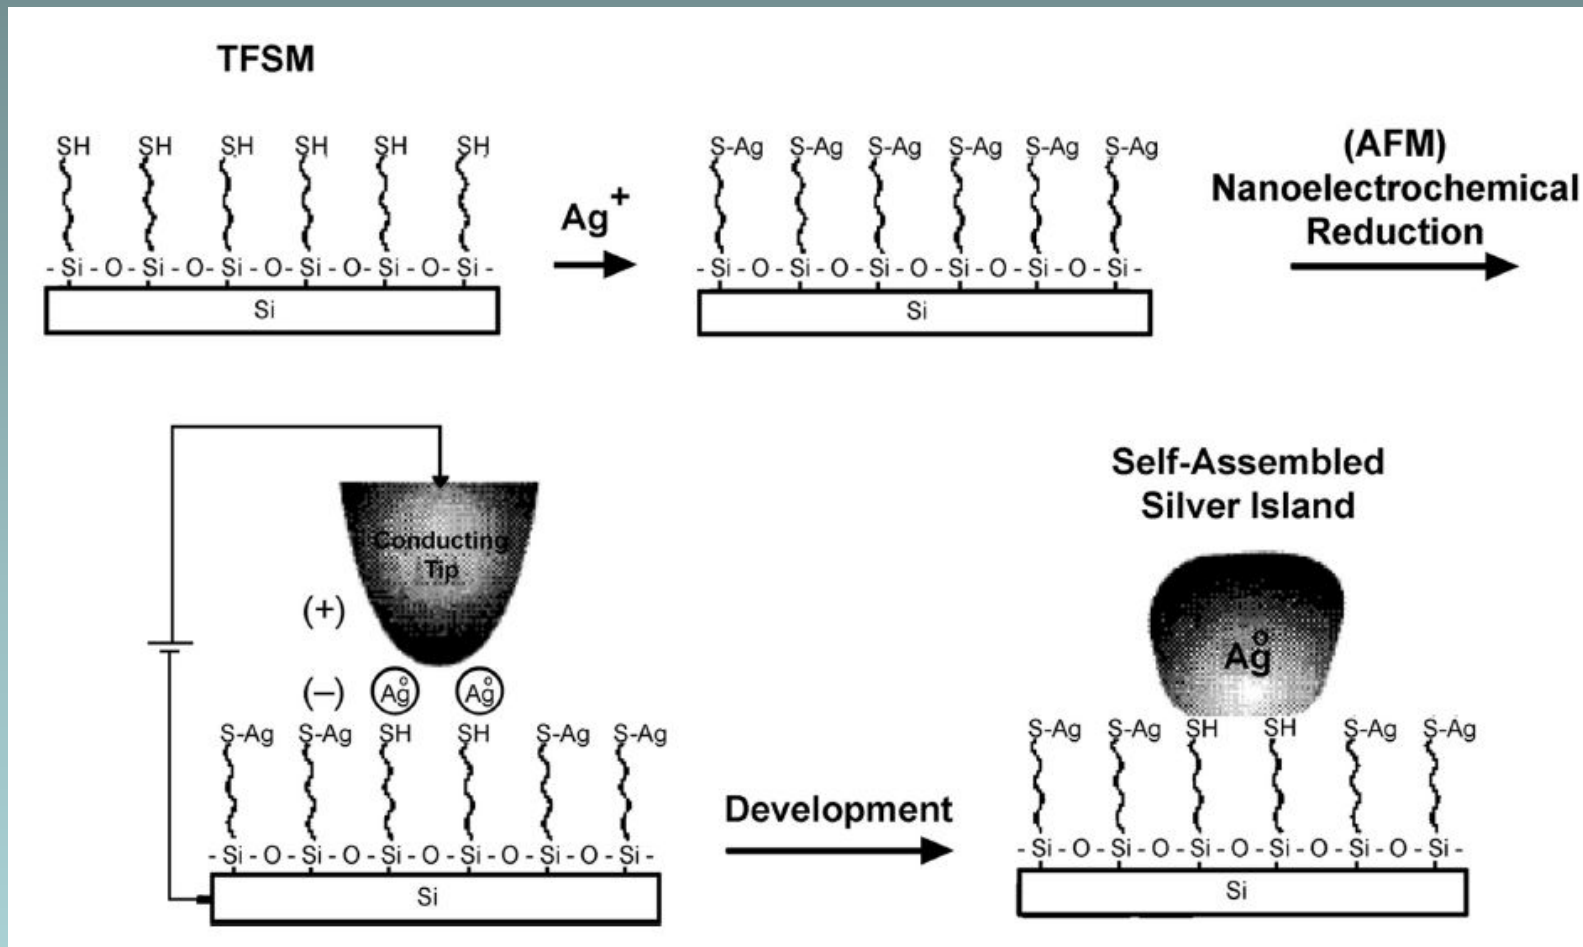 TFSM
SH SH SH SH SH SH
- Si - O - Si - O - Si - O - Si - O - Si - O - Si -
Si
Ag+
S-Ag S-Ag S-Ag S-Ag S-Ag S-Ag
- Si - O - Si - O - Si - O - Si - O - Si - O - Si -
Si
(AFM)
Nanoelectrochemical
Reduction
Conducting
Tip
(+)
(–) Ag° Ag°
S-Ag S-Ag SH SH S-Ag S-Ag
- Si - O - Si - O - Si - O - Si - O - Si - O - Si -
Si
Development
Self-Assembled
Silver Island
Ag°
S-Ag S-Ag SH SH S-Ag S-Ag
- Si - O - Si - O - Si - O - Si - O - Si - O - Si -
Si